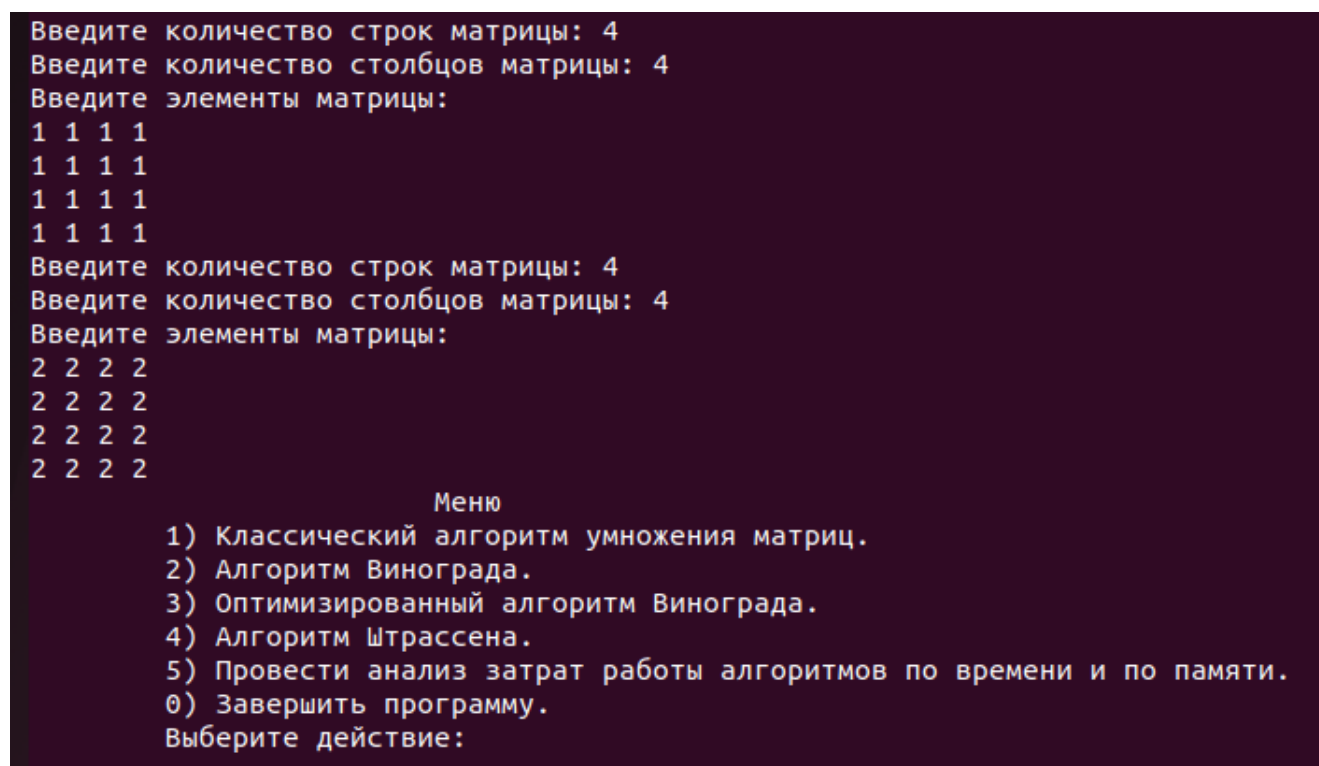 Введите количество строк матрицы: 4
Введите количество столбцов матрицы: 4
Введите элементы матрицы:
1 1 1 1
1 1 1 1
1 1 1 1
1 1 1 1
Введите количество строк матрицы: 4
Введите количество столбцов матрицы: 4
Введите элементы матрицы:
2 2 2 2
2 2 2 2
2 2 2 2
2 2 2 2
Меню
1) Классический алгоритм умножения матриц.
2) Алгоритм Винограда.
3) Оптимизированный алгоритм Винограда.
4) Алгоритм Штрассена.
5) Провести анализ затрат работы алгоритмов по времени и по памяти.
0) Завершить программу.
Выберите действие: